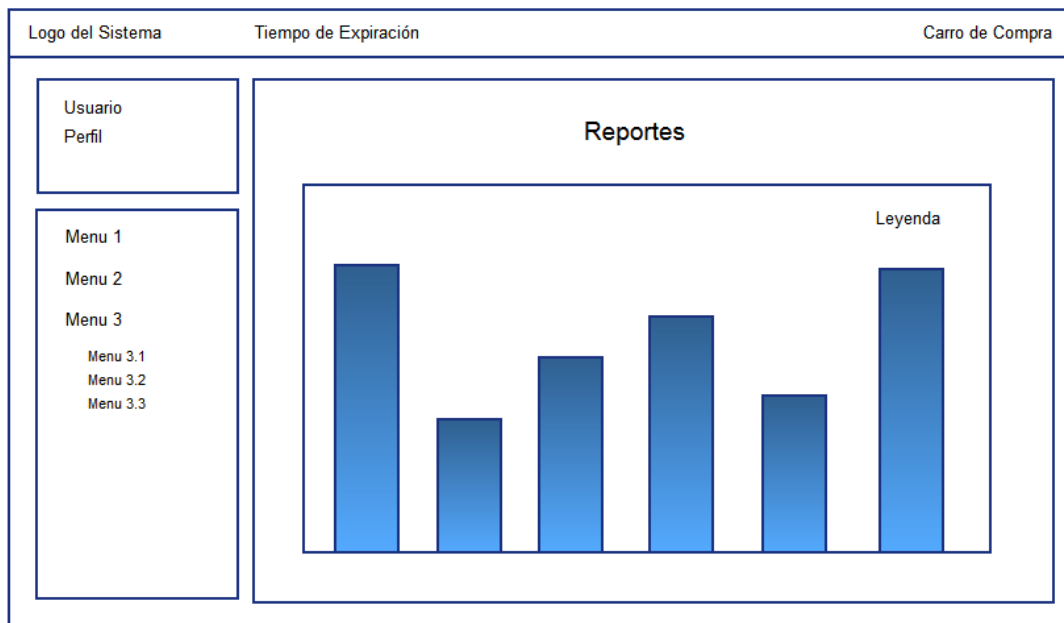 Logo del Sistema
Tiempo de Expiración
Carro de Compra
Usuario
Perfil
Menu 1
Menu 2
Menu 3
Menu 3.1
Menu 3.2
Menu 3.3
Reportes
Leyenda